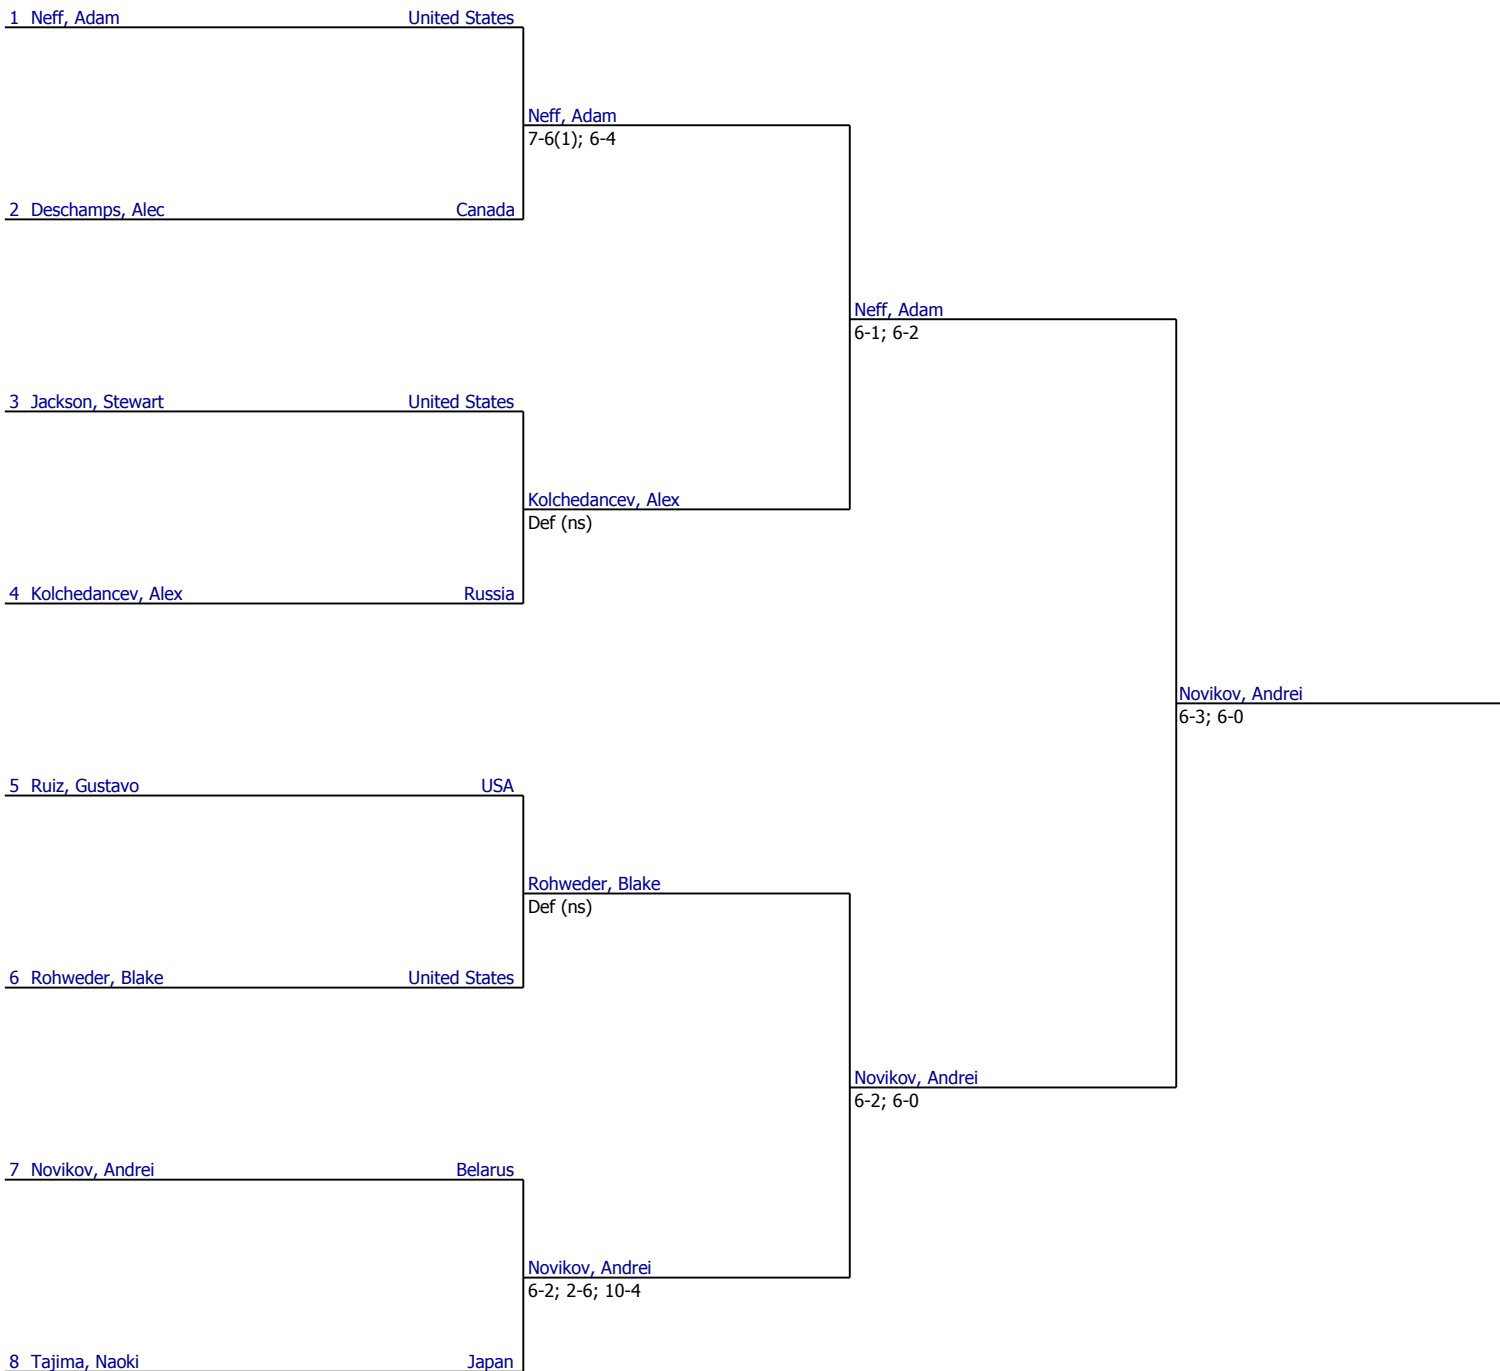 1 Neff, Adam United States
Neff, Adam
7-6(1); 6-4
2 Deschamps, Alec Canada
Neff, Adam
6-1; 6-2
3 Jackson, Stewart United States
Kolchedancev, Alex
Def (ns)
4 Kolchedancev, Alex Russia
Novikov, Andrei
6-3; 6-0
5 Ruiz, Gustavo USA
Rohweder, Blake
Def (ns)
6 Rohweder, Blake United States
Novikov, Andrei
6-2; 6-0
7 Novikov, Andrei Belarus
Novikov, Andrei
6-2; 2-6; 10-4
8 Tajima, Naoki Japan